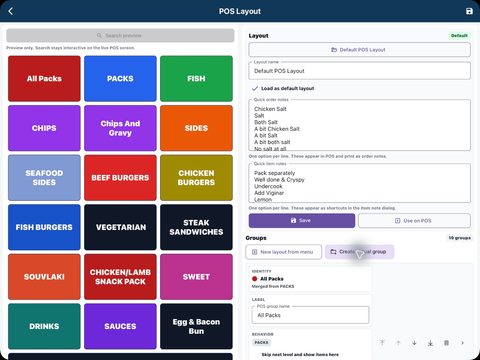 POS Layout
Search preview
Preview only. Search stays interactive on the live POS screen.
All Packs
PACKS
FISH
CHIPS
Chips And
Gravy
SIDES
SEAFOOD
SIDES
BEEF BURGERS
CHICKEN
BURGERS
FISH BURGERS
VEGETARIAN
STEAK
SANDWICHES
SOUVLAKI
CHICKEN/LAMB
SNACK PACK
SWEET
DRINKS
SAUCES
Egg & Bacon
Bun
Layout
Default
Default POS Layout
Layout name
Default POS Layout
Load as default layout
Quick order notes
Chicken Salt
Salt
Both Salt
A bit Chicken Salt
A bit Salt
A bit both salt
No salt at all
One option per line. These appear in POS and print as order notes.
Quick item notes
Pack separately
Well done & Cryspy
Undercook
Add Viginar
Lemon
One option per line. These appear as shortcuts in the item note dialog.
Save
Use on POS
Groups
19 groups
New layout from menu
group
IDENTITY
All Packs
Merged from PACKS
LABEL
POS group name
All Packs
BEHAVIOR
PACKS
Skip next level and show items here